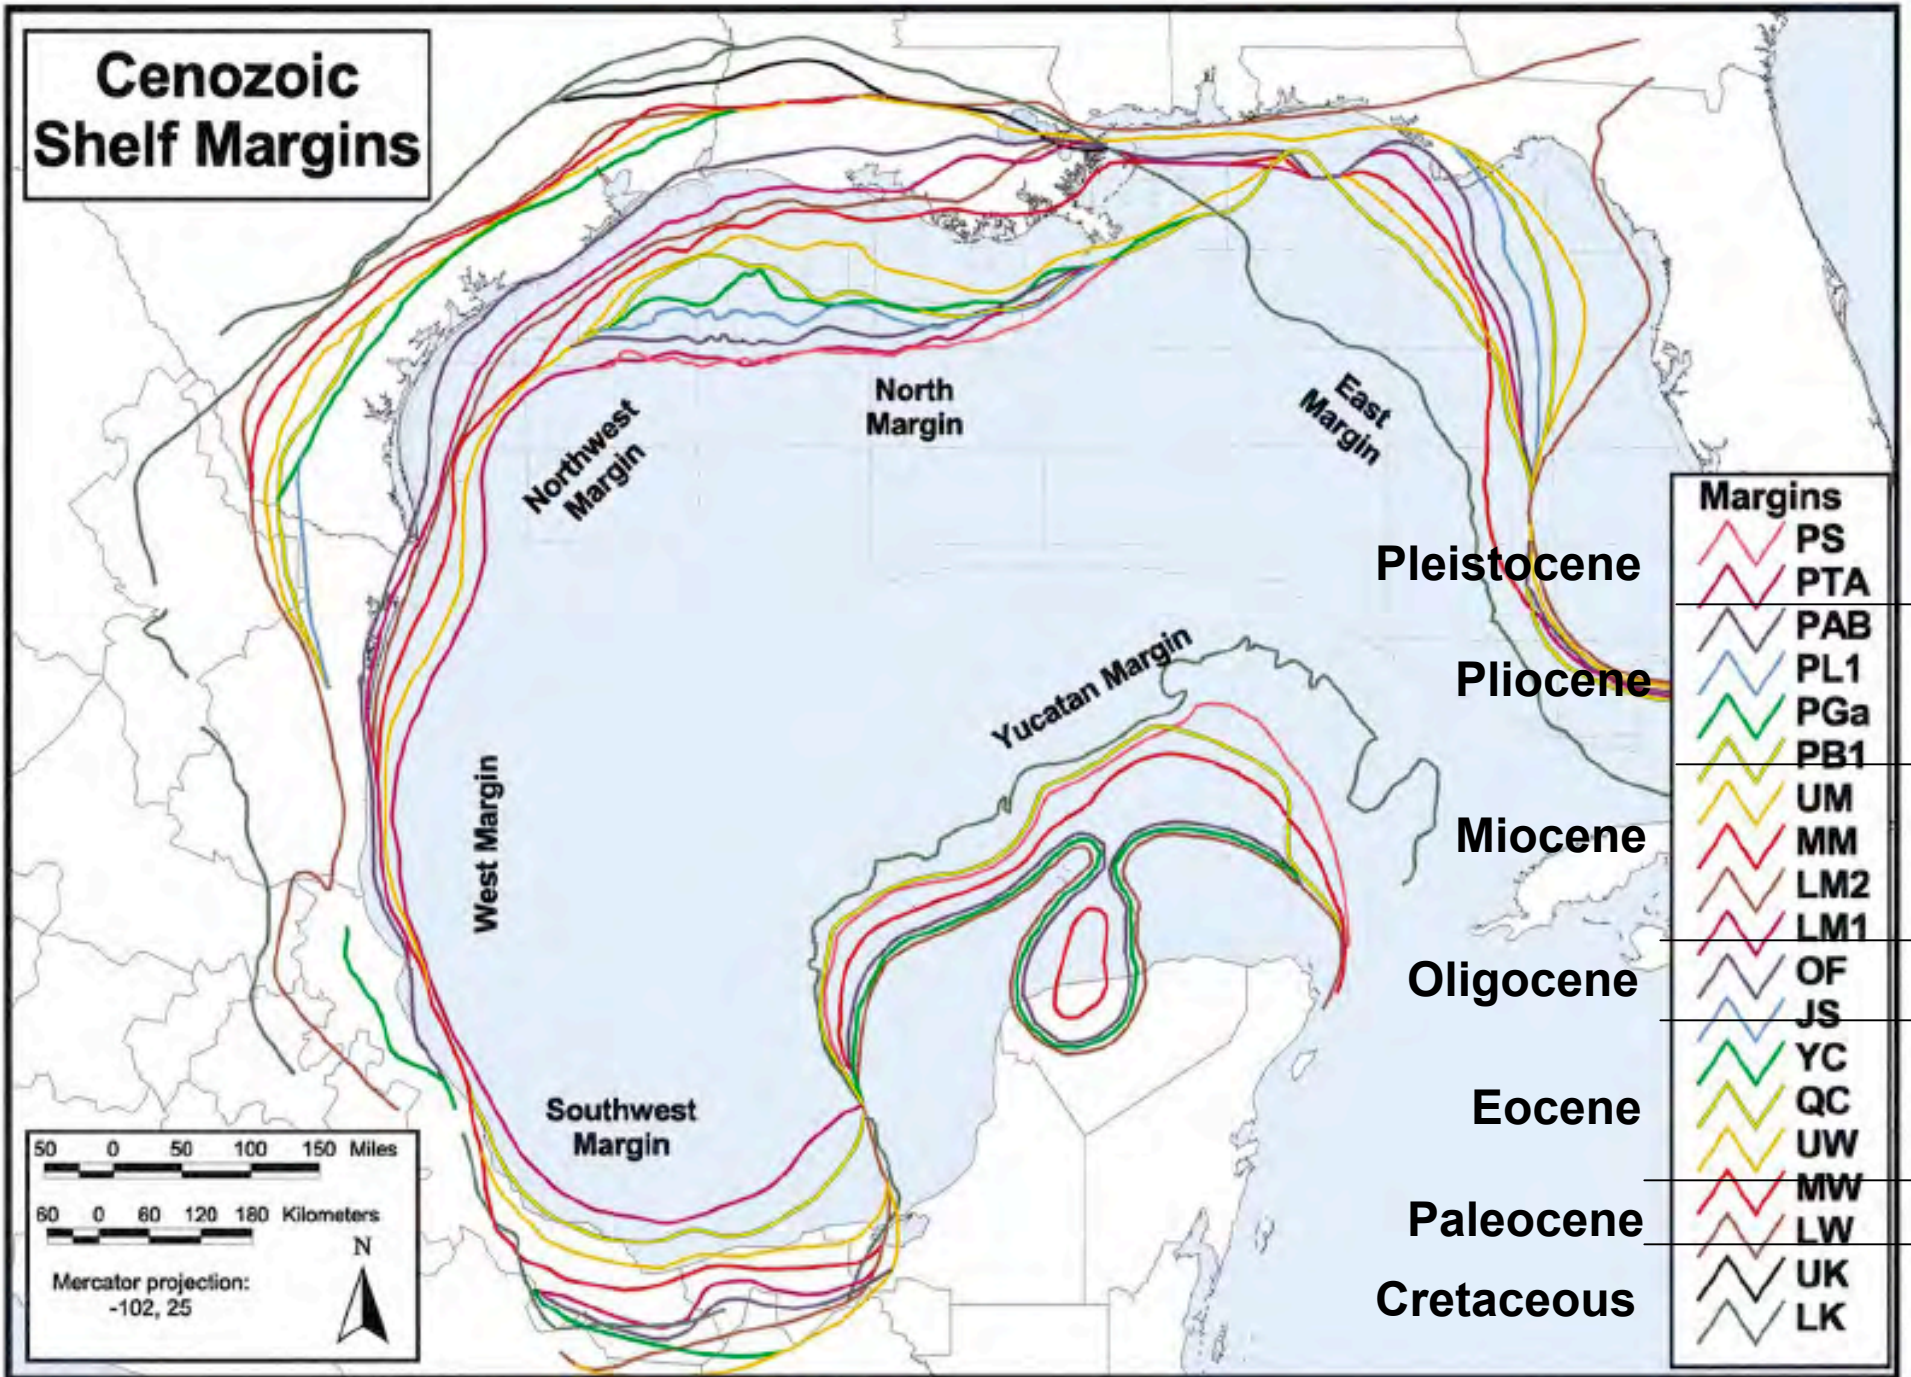 Cenozoic
Shelf Margins
North
Margin
Northwest
Margin
East
Margin
Yucatan Margin
West Margin
Southwest
Margin
Pleistocene
Pliocene
Miocene
Oligocene
Eocene
Paleocene
Cretaceous
Margins
PS
PTA
PAB
PL1
PGa
PB1
UM
MM
LM2
LM1
OF
JS
YC
QC
UW
MW
LW
UK
LK
50 0 50 100 150 Miles
60 0 60 120 180 Kilometers
N
Mercator projection:
-102, 25